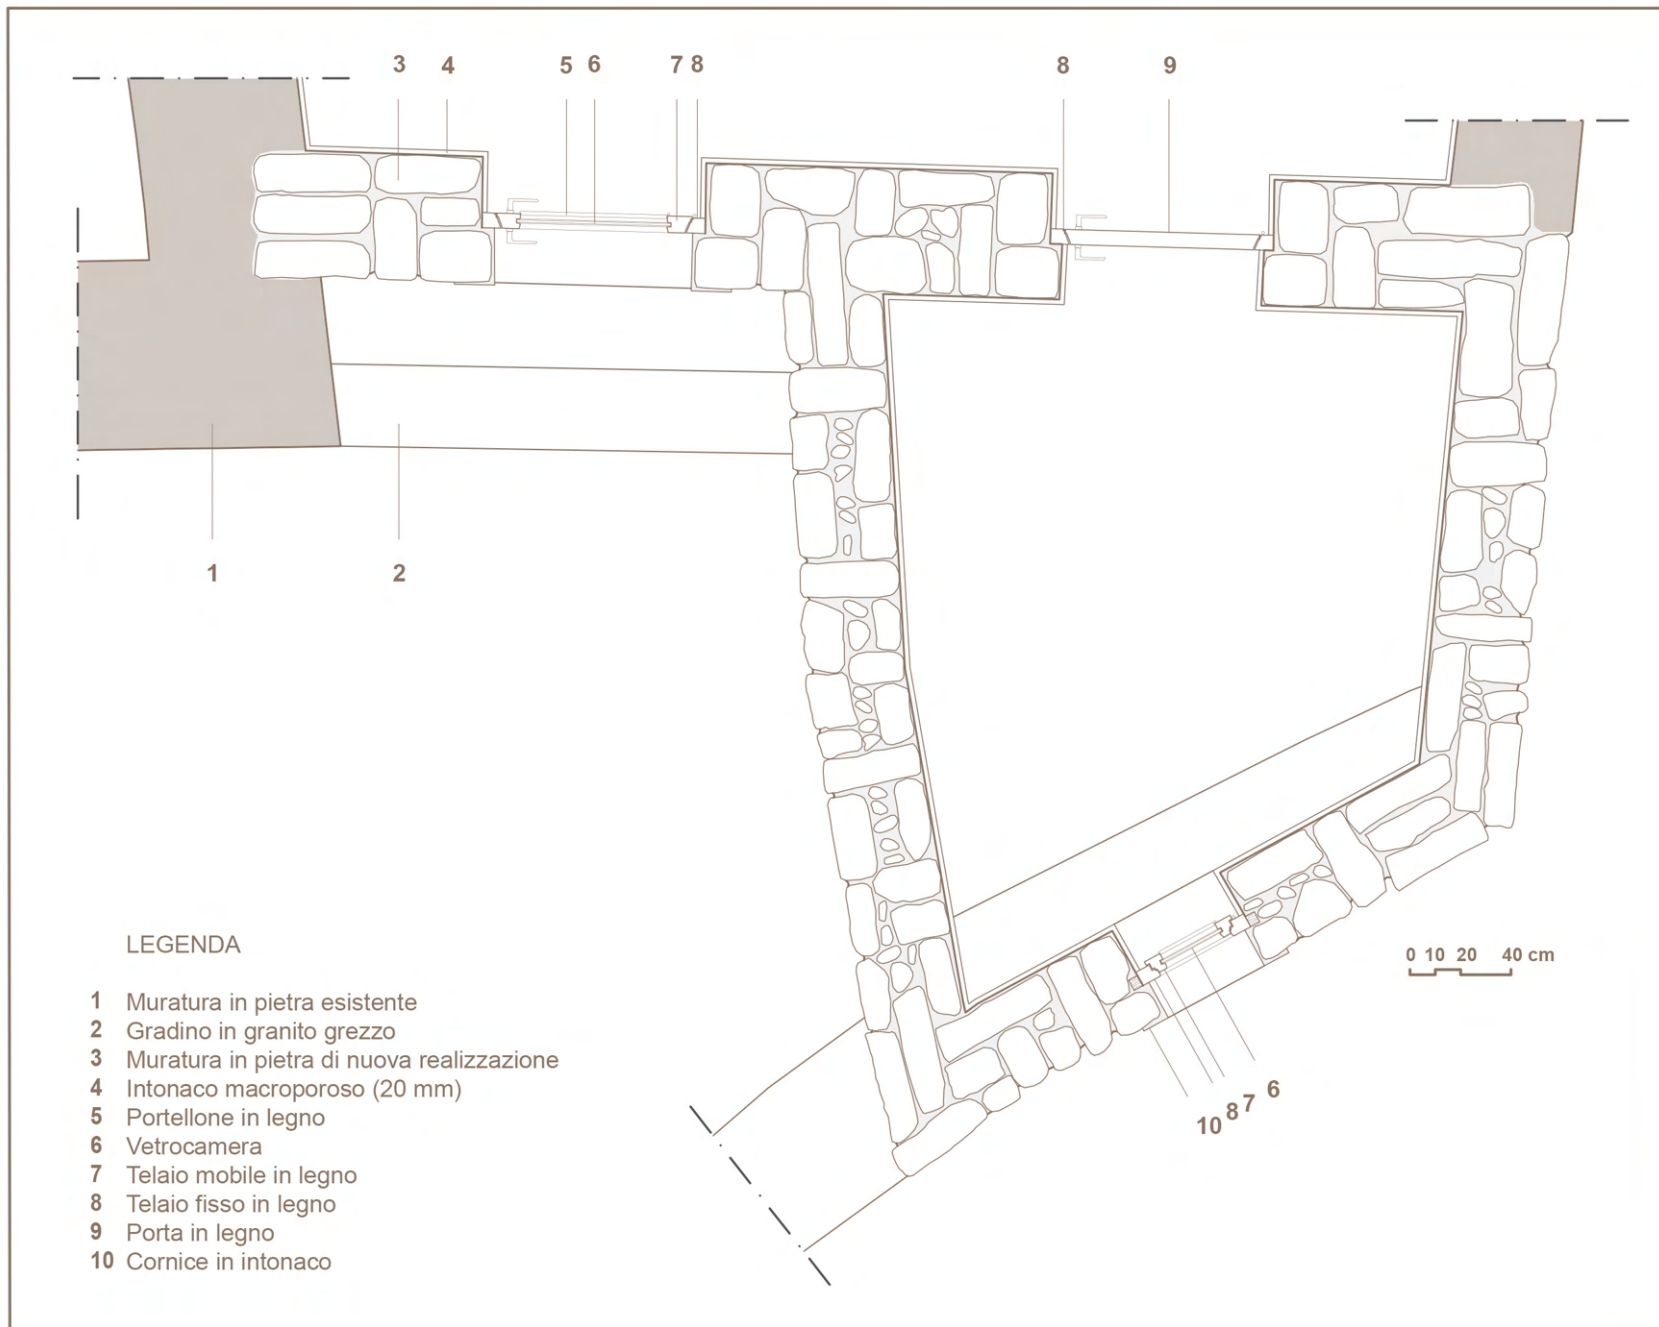 3 4 5 6 7 8 8 9
1 2
LEGENDA
0 10 20 40 cm
1 Muratura in pietra esistente
2 Gradino in granito grezzo
3 Muratura in pietra di nuova realizzazione
4 Intonaco macroporoso (20 mm)
5 Portellone in legno
6 Vetrocamera
7 Telaio mobile in legno
8 Telaio fisso in legno
9 Porta in legno
10 Cornice in intonaco
10 8 7 6